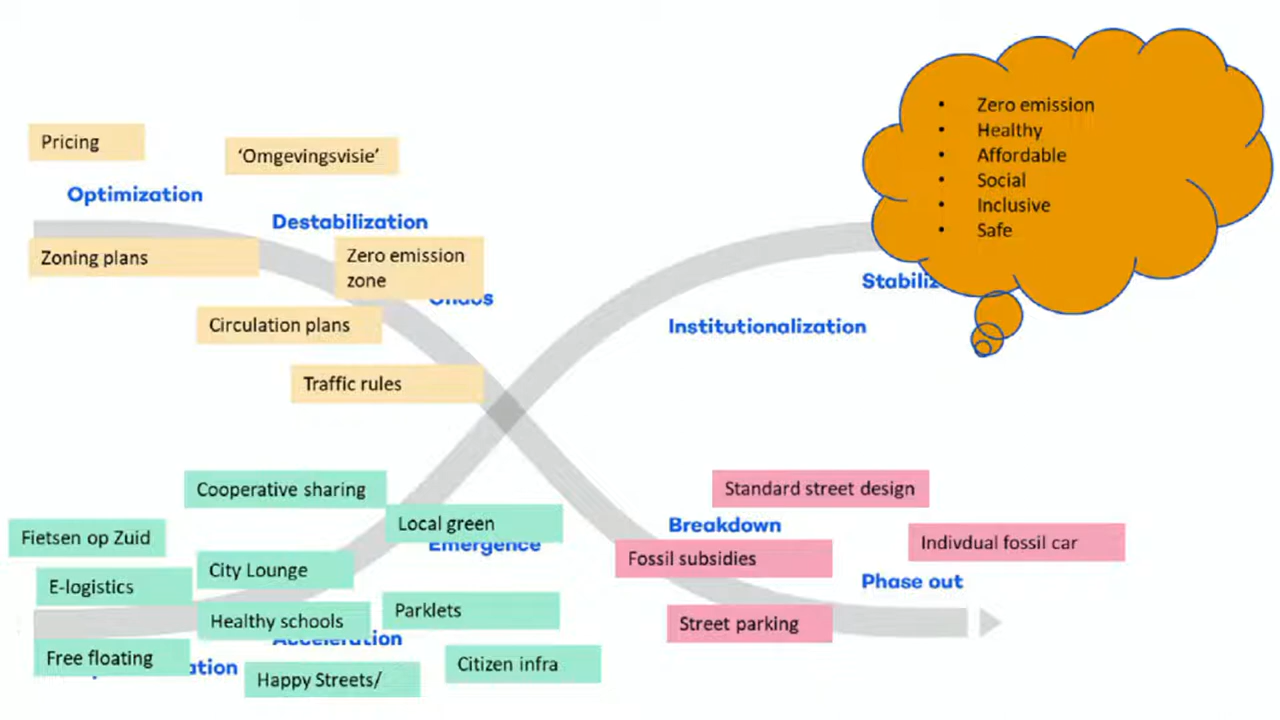 Pricing
'Omgevingsvisie'
Optimization
Destabilization
Zoning plans
Zero emission
zone
Circulation plans
Traffic rules
• Zero emission
• Healthy
• Affordable
• Social
• Inclusive
• Safe
Institutionalization
Cooperative sharing
Local green
Emergence
Fietsen op Zuid
City Lounge
E-logistics
Healthy schools
Parklets
Free floating
Happy Streets/
Citizen infra
Standard street design
Breakdown
Indivdual fossil car
Fossil subsidies
Phase out
Street parking